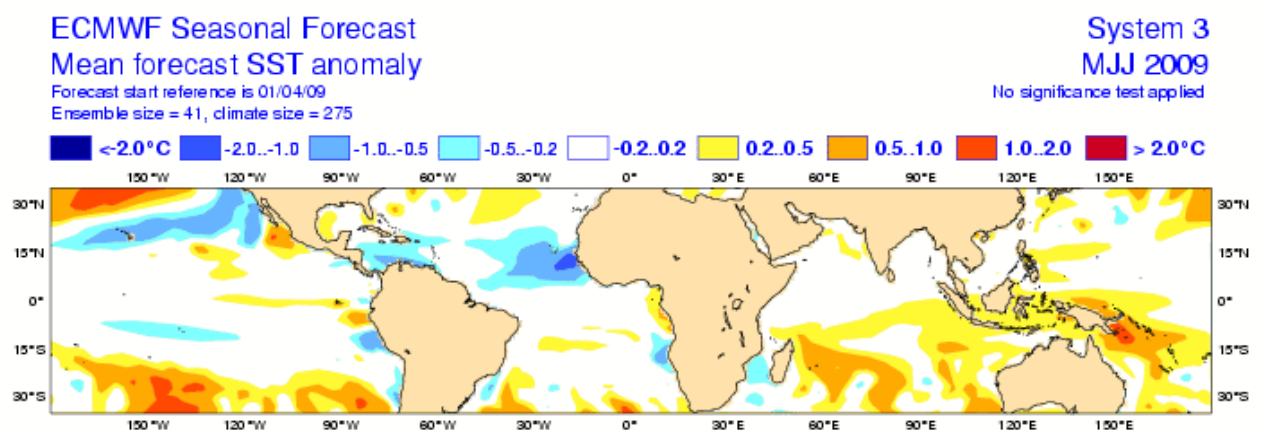 ECMWF Seasonal Forecast System 3
Mean forecast SST anomaly MJJ 2009
Forecast start reference is 01/04/09 No significance test applied
Ensemble size = 41, climate size = 275
<-2.0°C -2.0..-1.0 -1.0..-0.5 -0.5..-0.2 -0.2..0.2 0.2..0.5 0.5..1.0 1.0..2.0 > 2.0°C
150°W 120°W 90°W 60°W 30°W 0° 30°E 60°E 90°E 120°E 150°E
30°N 30°N
15°N 15°N
0° 0°
15°S 15°S
30°S 30°S
150°W 120°W 90°W 60°W 30°W 0° 30°E 60°E 90°E 120°E 150°E